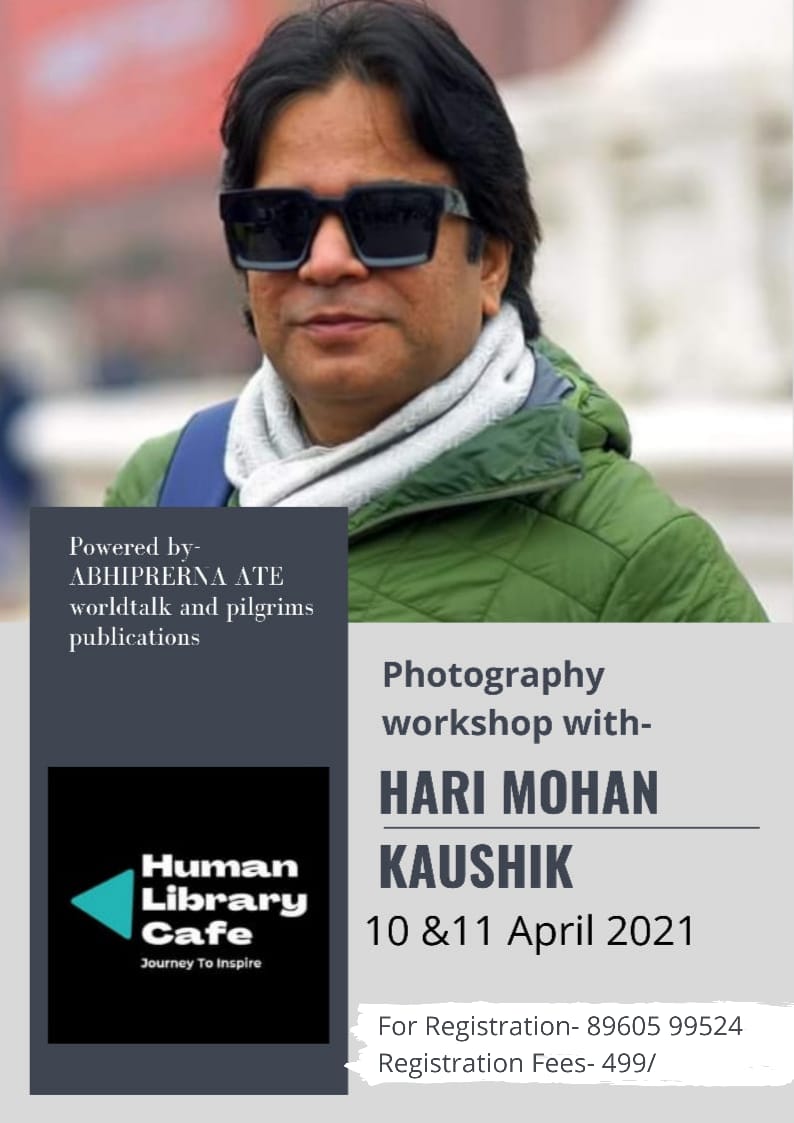 Powered by-
ABHIPRERNA ATE
worldtalk and pilgrims
publications
Human
Library
Cafe
Journey To Inspire
Photography
workshop with-
HARI MOHAN
KAUSHIK
10 &11 April 2021
For Registration- 89605 99524
Registration Fees- 499/